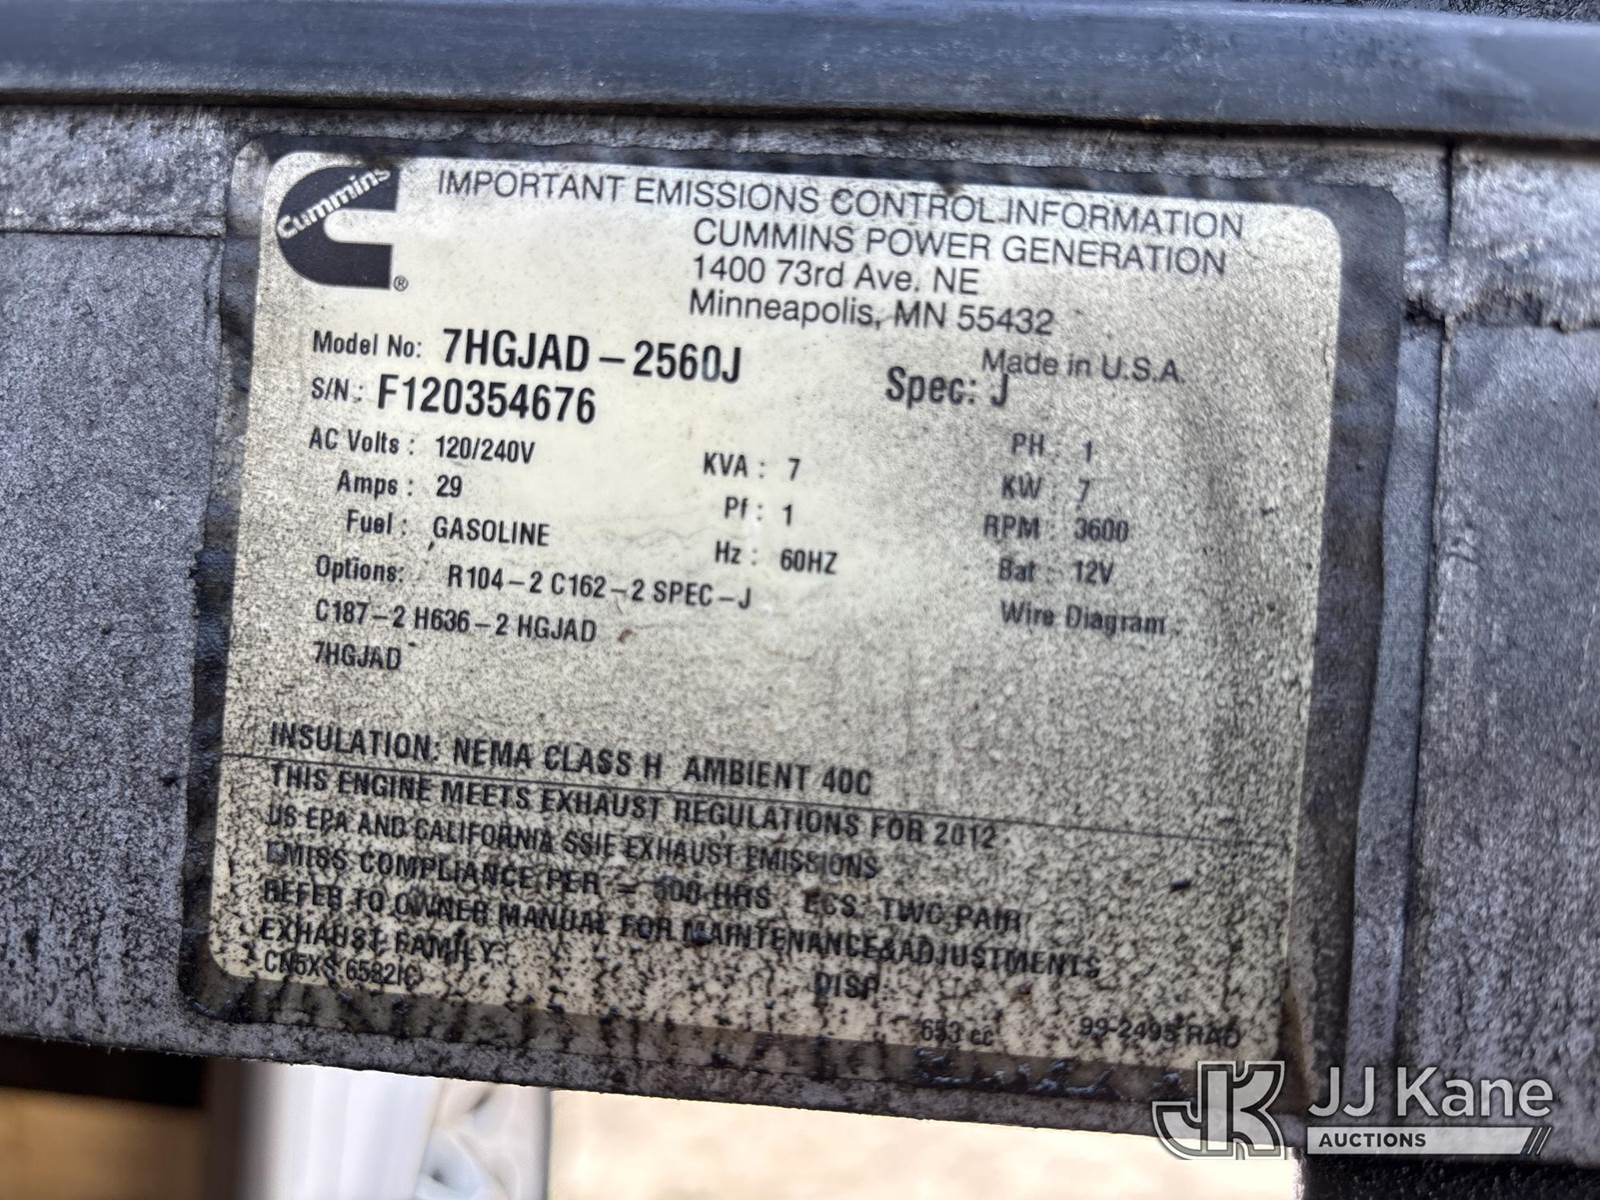 Cummins
®
IMPORTANT EMISSIONS CONTROL INFORMATION
CUMMINS POWER GENERATION
1400 73rd Ave. NE
Minneapolis, MN 55432
Made in U.S.A.
Model No: 7HGJAD-2560J Spec: J
S/N: F120354676
AC Volts: 120/240V KVA: 7 PH: 1
Amps: 29 Pf: 1 KW: 7
Fuel: GASOLINE Hz: 60HZ RPM: 3600
Bat: 12V
Options: R104-2 C162-2 SPEC-J Wire Diagram:
C187-2 H636-2 HGJAD
7HGJAD
INSULATION: NEMA CLASS H AMBIENT 40C
THIS ENGINE MEETS EXHAUST REGULATIONS FOR 2012
US EPA AND CALIFORNIA SSIE EXHAUST EMISSIONS
EMISS COMPLIANCE PER = HRS ECS: TWC PAIR
REFER TO OWNER MANUAL FOR MAINTENANCE&ADJUSTMENTS
EXHAUST FAMILY: DISP:
653 cc 99-2495 RAD
JK JJ Kane
AUCTIONS